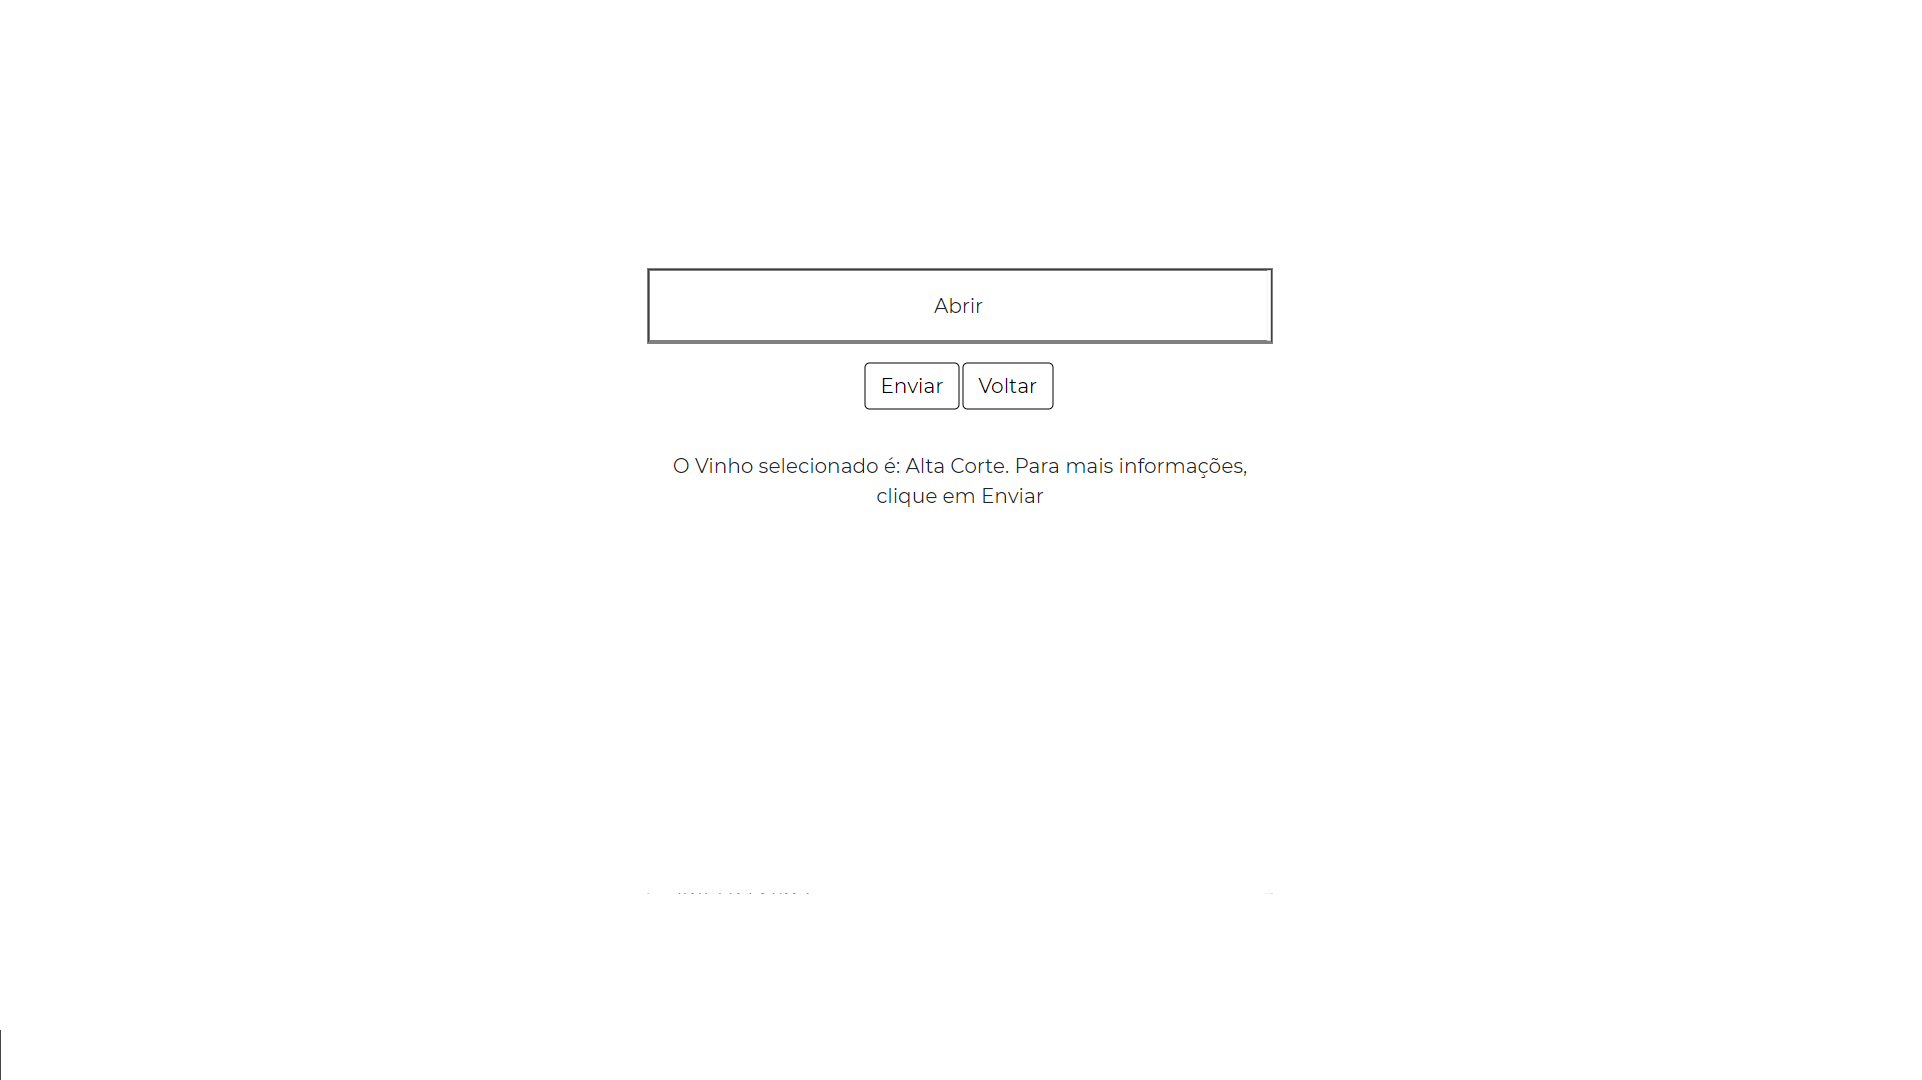 Abrir
Enviar Voltar
O Vinho selecionado é: Alta Corte. Para mais informações,
clique em Enviar